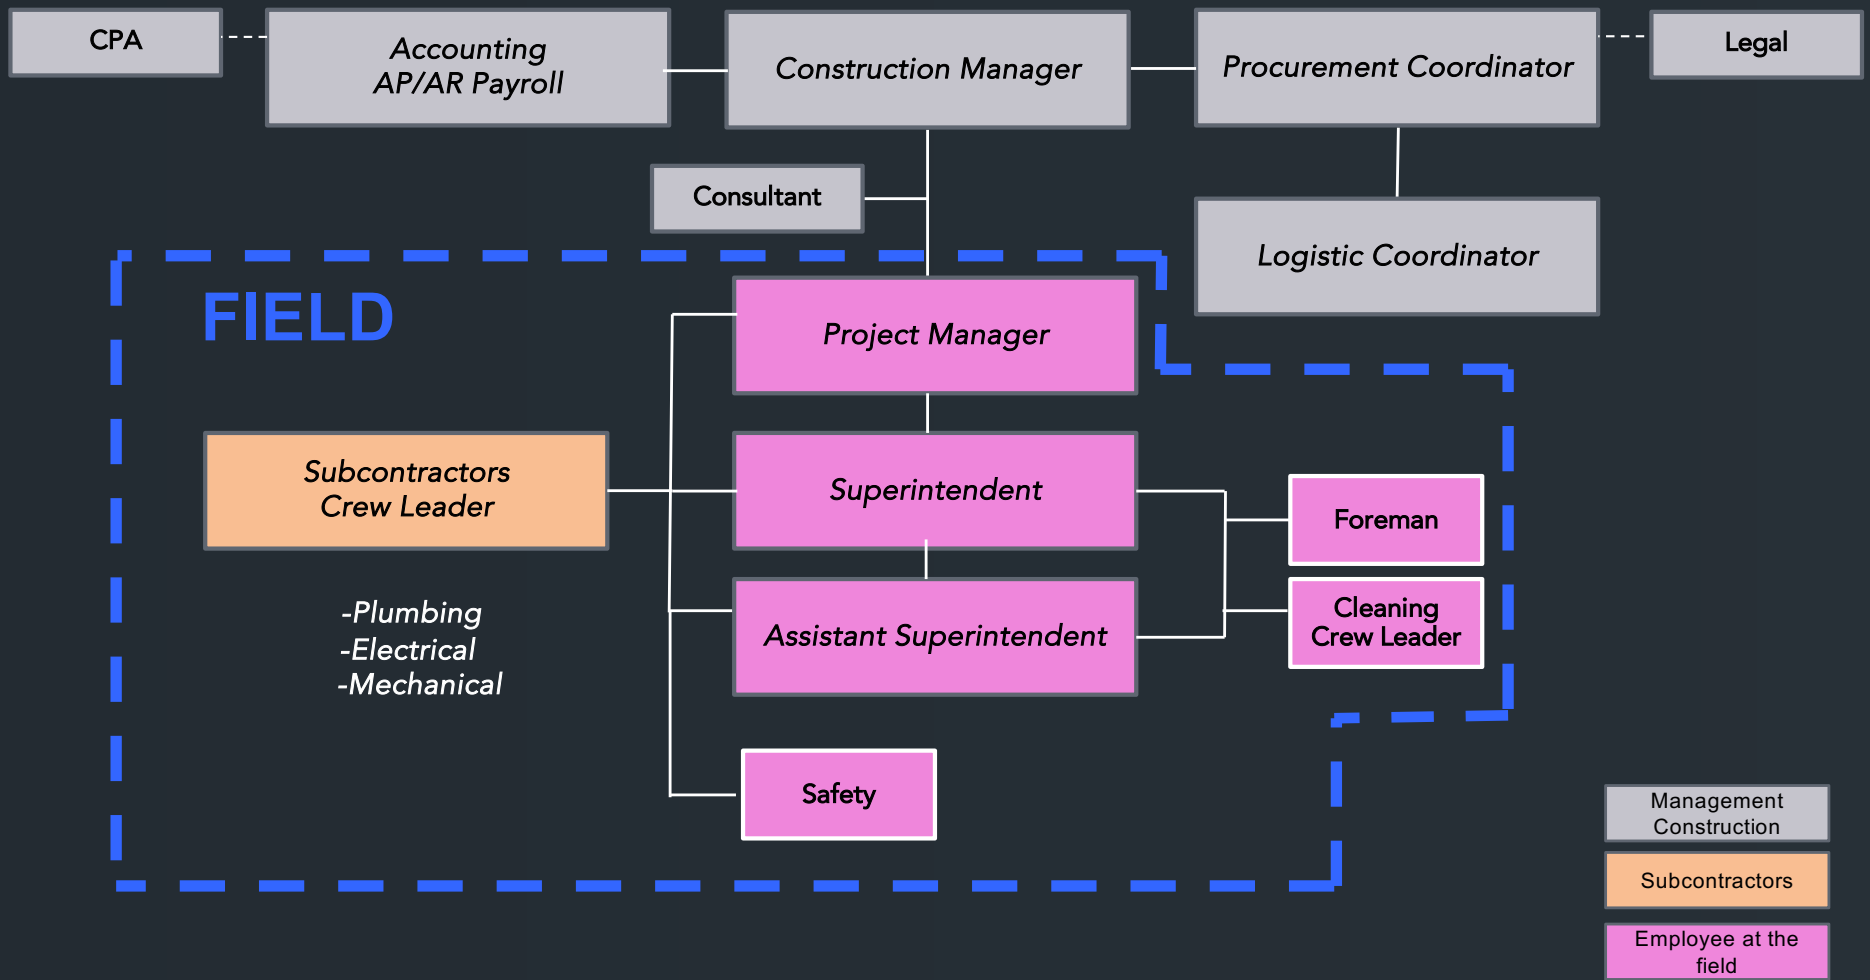 CPA
Accounting
AP/AR Payroll
Construction Manager
Procurement Coordinator
Legal
Consultant
Logistic Coordinator
FIELD
Project Manager
Subcontractors
Crew Leader
Superintendent
Foreman
-Plumbing
-Electrical
-Mechanical
Assistant Superintendent
Cleaning
Crew Leader
Safety
Management
Construction
Subcontractors
Employee at the
field